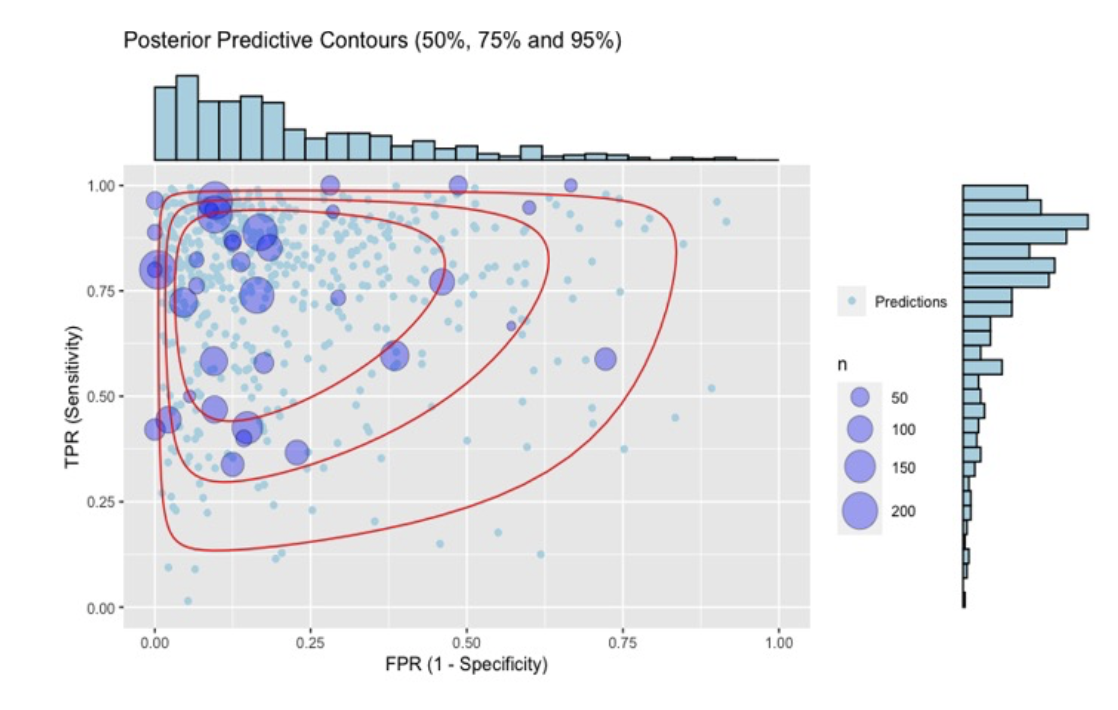 Posterior Predictive Contours (50%, 75% and 95%)
1.00
0.75
0.50
0.25
0.00
TPR (Sensitivity)
0.00 0.25 0.50 0.75 1.00
FPR (1 - Specificity)
Predictions
n
50
100
150
200